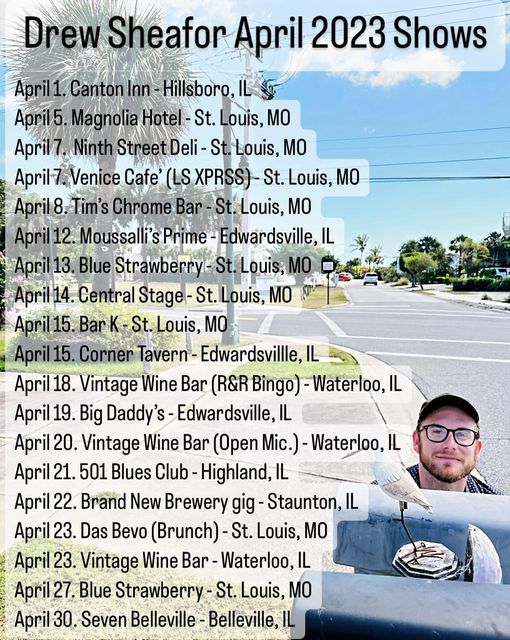 Drew Sheafor April 2023 Shows
April 1. Canton Inn - Hillsboro, IL
April 5. Magnolia Hotel - St. Louis, MO
April 7. Ninth Street Deli - St. Louis, MO
April 7. Venice Cafe' (LS XPRSS) - St. Louis, MO
April 8. Tim's Chrome Bar - St. Louis, MO
April 12. Moussalli's Prime - Edwardsville, IL
April 13. Blue Strawberry - St. Louis, MO
April 14. Central Stage - St. Louis, MO
April 15. Bar K - St. Louis, MO
April 15. Corner Tavern - Edwardsvillle, IL
April 18. Vintage Wine Bar (R&R Bingo) - Waterloo, IL
April 19. Big Daddy's - Edwardsville, IL
April 20. Vintage Wine Bar (Open Mic.) - Waterloo, IL
April 21. 501 Blues Club - Highland, IL
April 22. Brand New Brewery gig - Staunton, IL
April 23. Das Bevo (Brunch) - St. Louis, MO
April 23. Vintage Wine Bar - Waterloo, IL
April 27. Blue Strawberry - St. Louis, MO
April 30. Seven Belleville - Belleville, IL